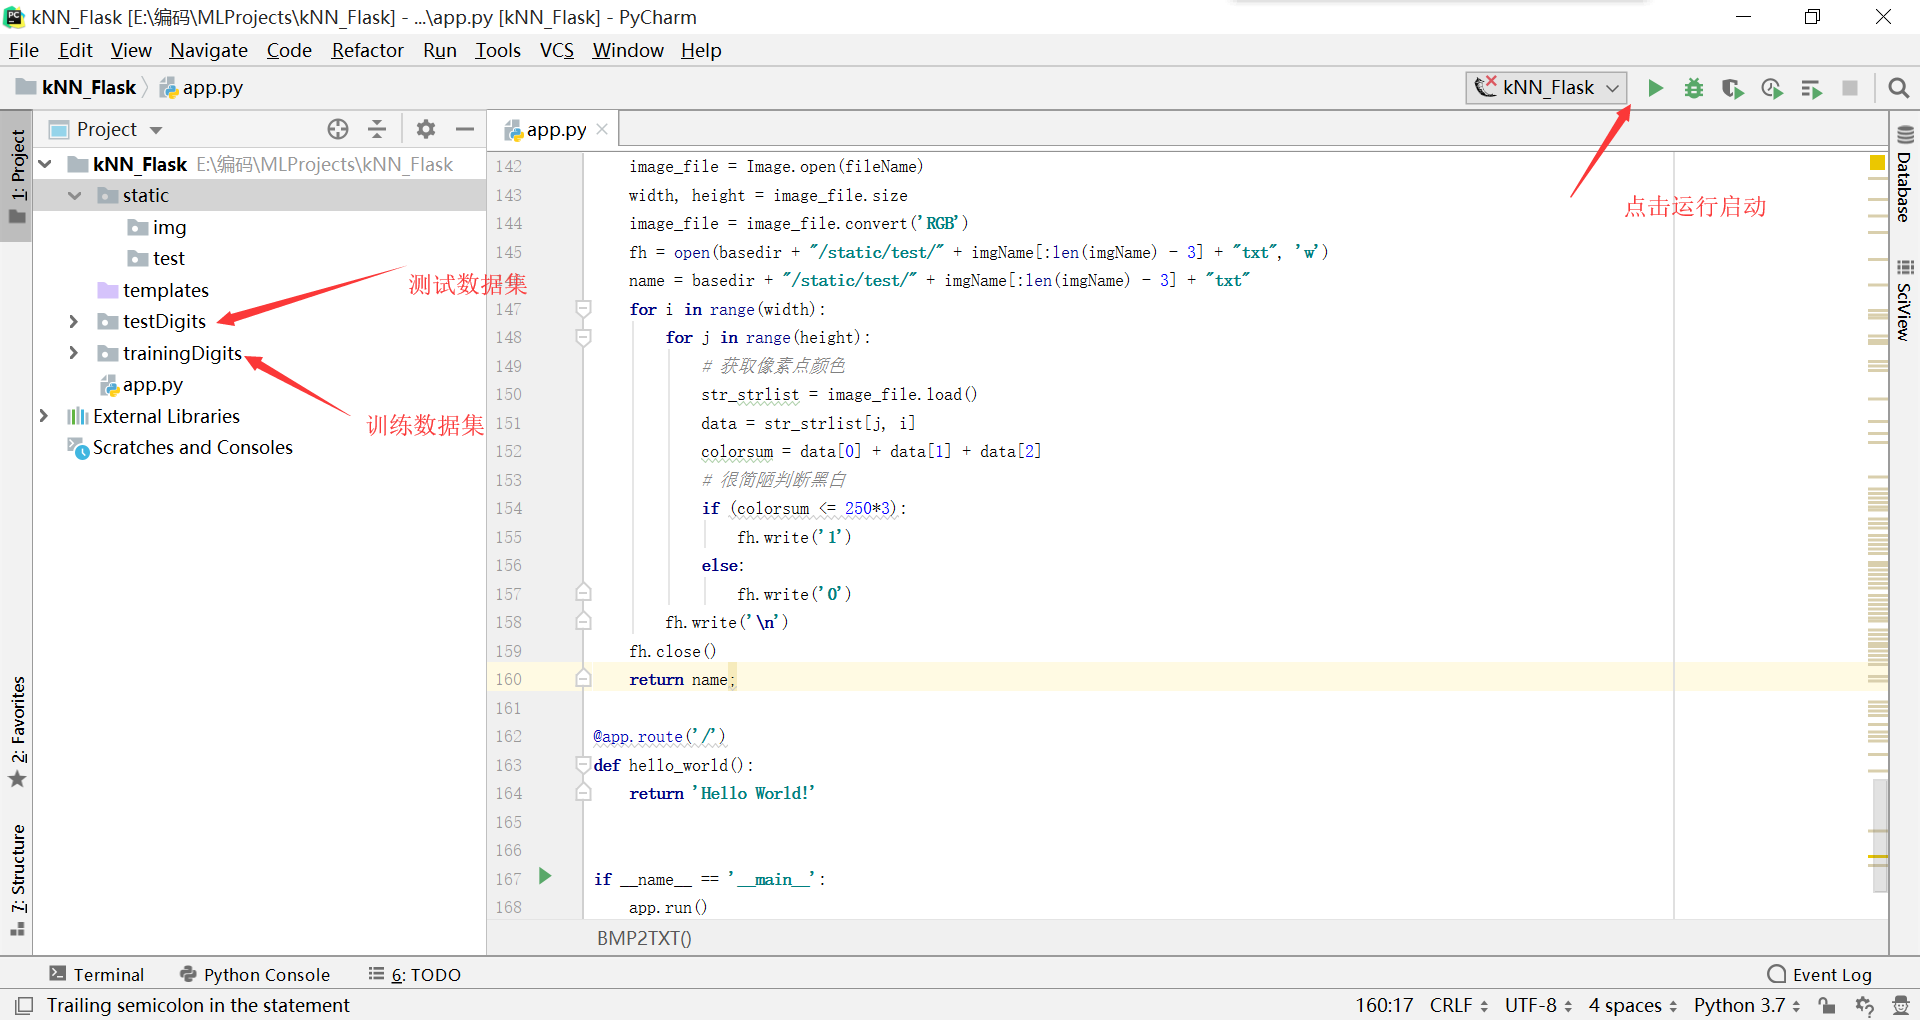 kNN_Flask [E:\编码\MLProjects\kNN_Flask] - ...\app.py [kNN_Flask] - PyCharm
File Edit View Navigate Code Refactor Run Tools VCS Window Help
kNN_Flask app.py kNN_Flask
点击运行启动
1: Project
2: Favorites
7: Structure
Project
kNN_Flask E:\编码\MLProjects\kNN_Flask
static
img
test
templates
testDigits
trainingDigits
app.py
External Libraries
Scratches and Consoles
测试数据集
训练数据集
app.py
142 image_file = Image.open(fileName)
143 width, height = image_file.size
144 image_file = image_file.convert('RGB')
145 fh = open(basedir + "/static/test/" + imgName[:len(imgName) - 3] + "txt", 'w')
146 name = basedir + "/static/test/" + imgName[:len(imgName) - 3] + "txt"
147 for i in range(width):
148 for j in range(height):
149 # 获取像素点颜色
150 str_strlist = image_file.load()
151 data = str_strlist[j, i]
152 colorsum = data[0] + data[1] + data[2]
153 # 很简陋判断黑白
154 if (colorsum <= 250*3):
155 fh.write('1')
156 else:
157 fh.write('0')
158 fh.write('\n')
159 fh.close()
160 return name;
161
162 @app.route('/')
163 def hello_world():
164 return 'Hello World!'
165
166
167 if __name__ == '__main__':
168 app.run()
BMP2TXT()
Database
SciView
Terminal Python Console 6: TODO Event Log
Trailing semicolon in the statement 160:17 CRLF UTF-8 4 spaces Python 3.7